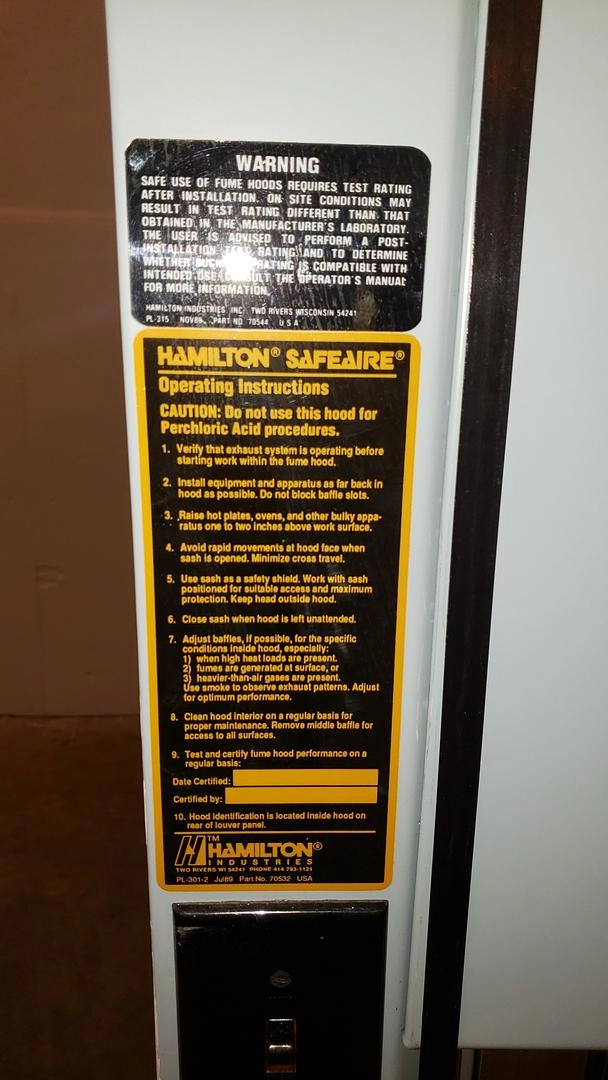 WARNING
SAFE USE OF FUME HOODS REQUIRES TEST RATING
AFTER INSTALLATION. ON SITE CONDITIONS MAY
RESULT IN TEST RATING DIFFERENT THAN THAT
OBTAINED IN THE MANUFACTURER'S LABORATORY.
THE USER IS ADVISED TO PERFORM A POST-
INSTALLATION TEST RATING AND TO DETERMINE
WHETHER SUCH RATING IS COMPATIBLE WITH
INTENDED USE. CONSULT THE OPERATOR'S MANUAL
FOR MORE INFORMATION.
HAMILTON INDUSTRIES, INC. TWO RIVERS WISCONSIN 54241
PL-315 NOV88 PART NO. 70544 U S A
HAMILTON® SAFEAIRE®
Operating Instructions
CAUTION: Do not use this hood for
Perchloric Acid procedures.
1. Verify that exhaust system is operating before
starting work within the fume hood.
2. Install equipment and apparatus as far back in
hood as possible. Do not block baffle slots.
3. Raise hot plates, ovens, and other bulky appa-
ratus one to two inches above work surface.
4. Avoid rapid movements at hood face when
sash is opened. Minimize cross travel.
5. Use sash as a safety shield. Work with sash
positioned for suitable access and maximum
protection. Keep head outside hood.
6. Close sash when hood is left unattended.
7. Adjust baffles, if possible, for the specific
conditions inside hood, especially:
1) when high heat loads are present.
2) fumes are generated at surface, or
3) heavier-than-air gases are present.
Use smoke to observe exhaust patterns. Adjust
for optimum performance.
8. Clean hood interior on a regular basis for
proper maintenance. Remove middle baffle for
access to all surfaces.
9. Test and certify fume hood performance on a
regular basis:
Date Certified:
Certified by:
10. Hood identification is located inside hood on
rear of louver panel.
H™ HAMILTON®
INDUSTRIES
TWO RIVERS WI 54241 PHONE 414 793-1121
PL-301-2 Jul89 Part No. 70532 USA